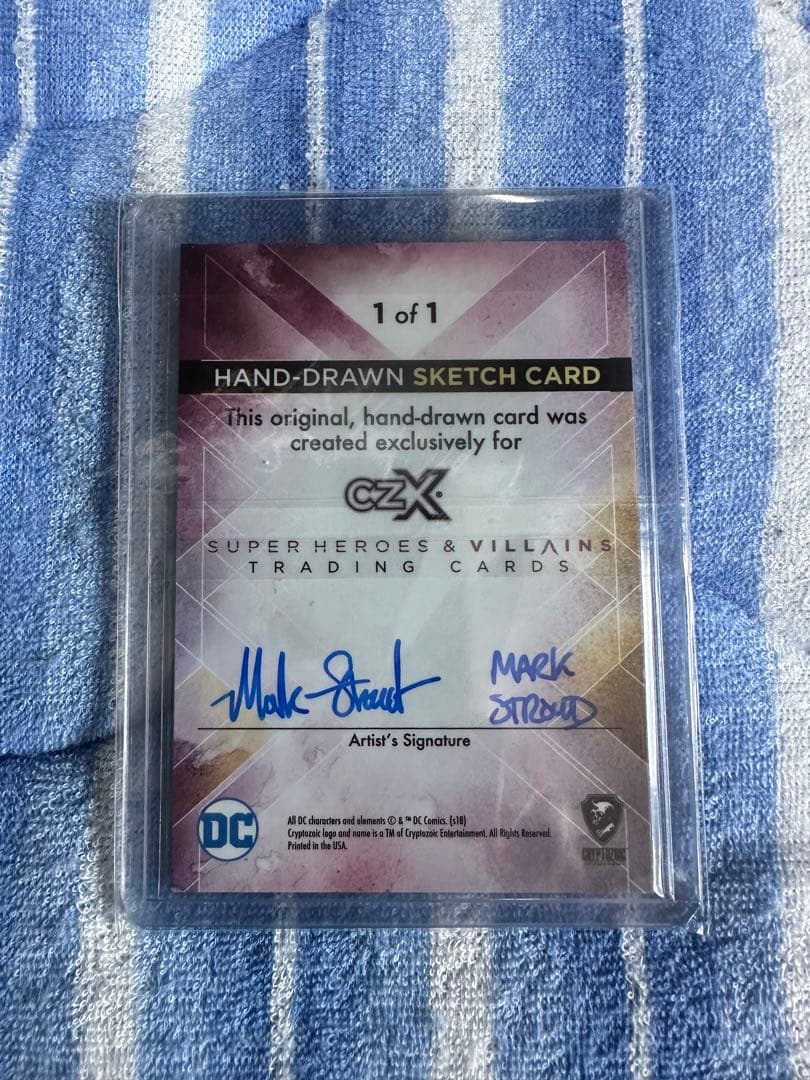 1 of 1
HAND-DRAWN SKETCH CARD
This original, hand-drawn card was
created exclusively for
CZX
SUPER HEROES & VILLAINS
TRADING CARDS
Mark Stroud
MARK
STROUD
Artist's Signature
DC
All DC characters and elements © & ™ DC Comics. (s18)
Cryptozoic logo and name is a TM of Cryptozoic Entertainment. All Rights Reserved.
Printed in the USA.
CRYPTOZOIC